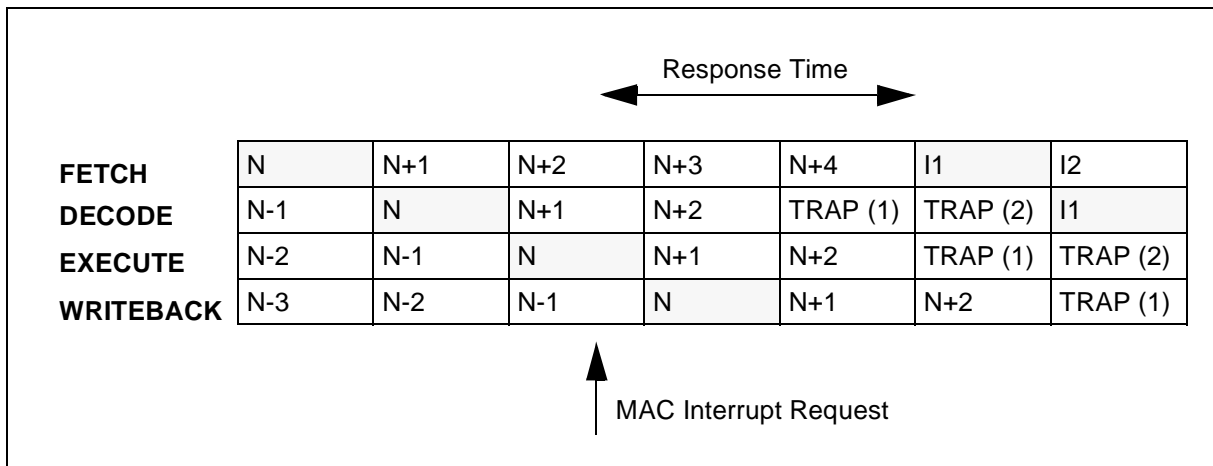 Response Time
FETCH N N+1 N+2 N+3 N+4 I1 I2
DECODE N-1 N N+1 N+2 TRAP (1) TRAP (2) I1
EXECUTE N-2 N-1 N N+1 N+2 TRAP (1) TRAP (2)
WRITEBACK N-3 N-2 N-1 N N+1 N+2 TRAP (1)
MAC Interrupt Request